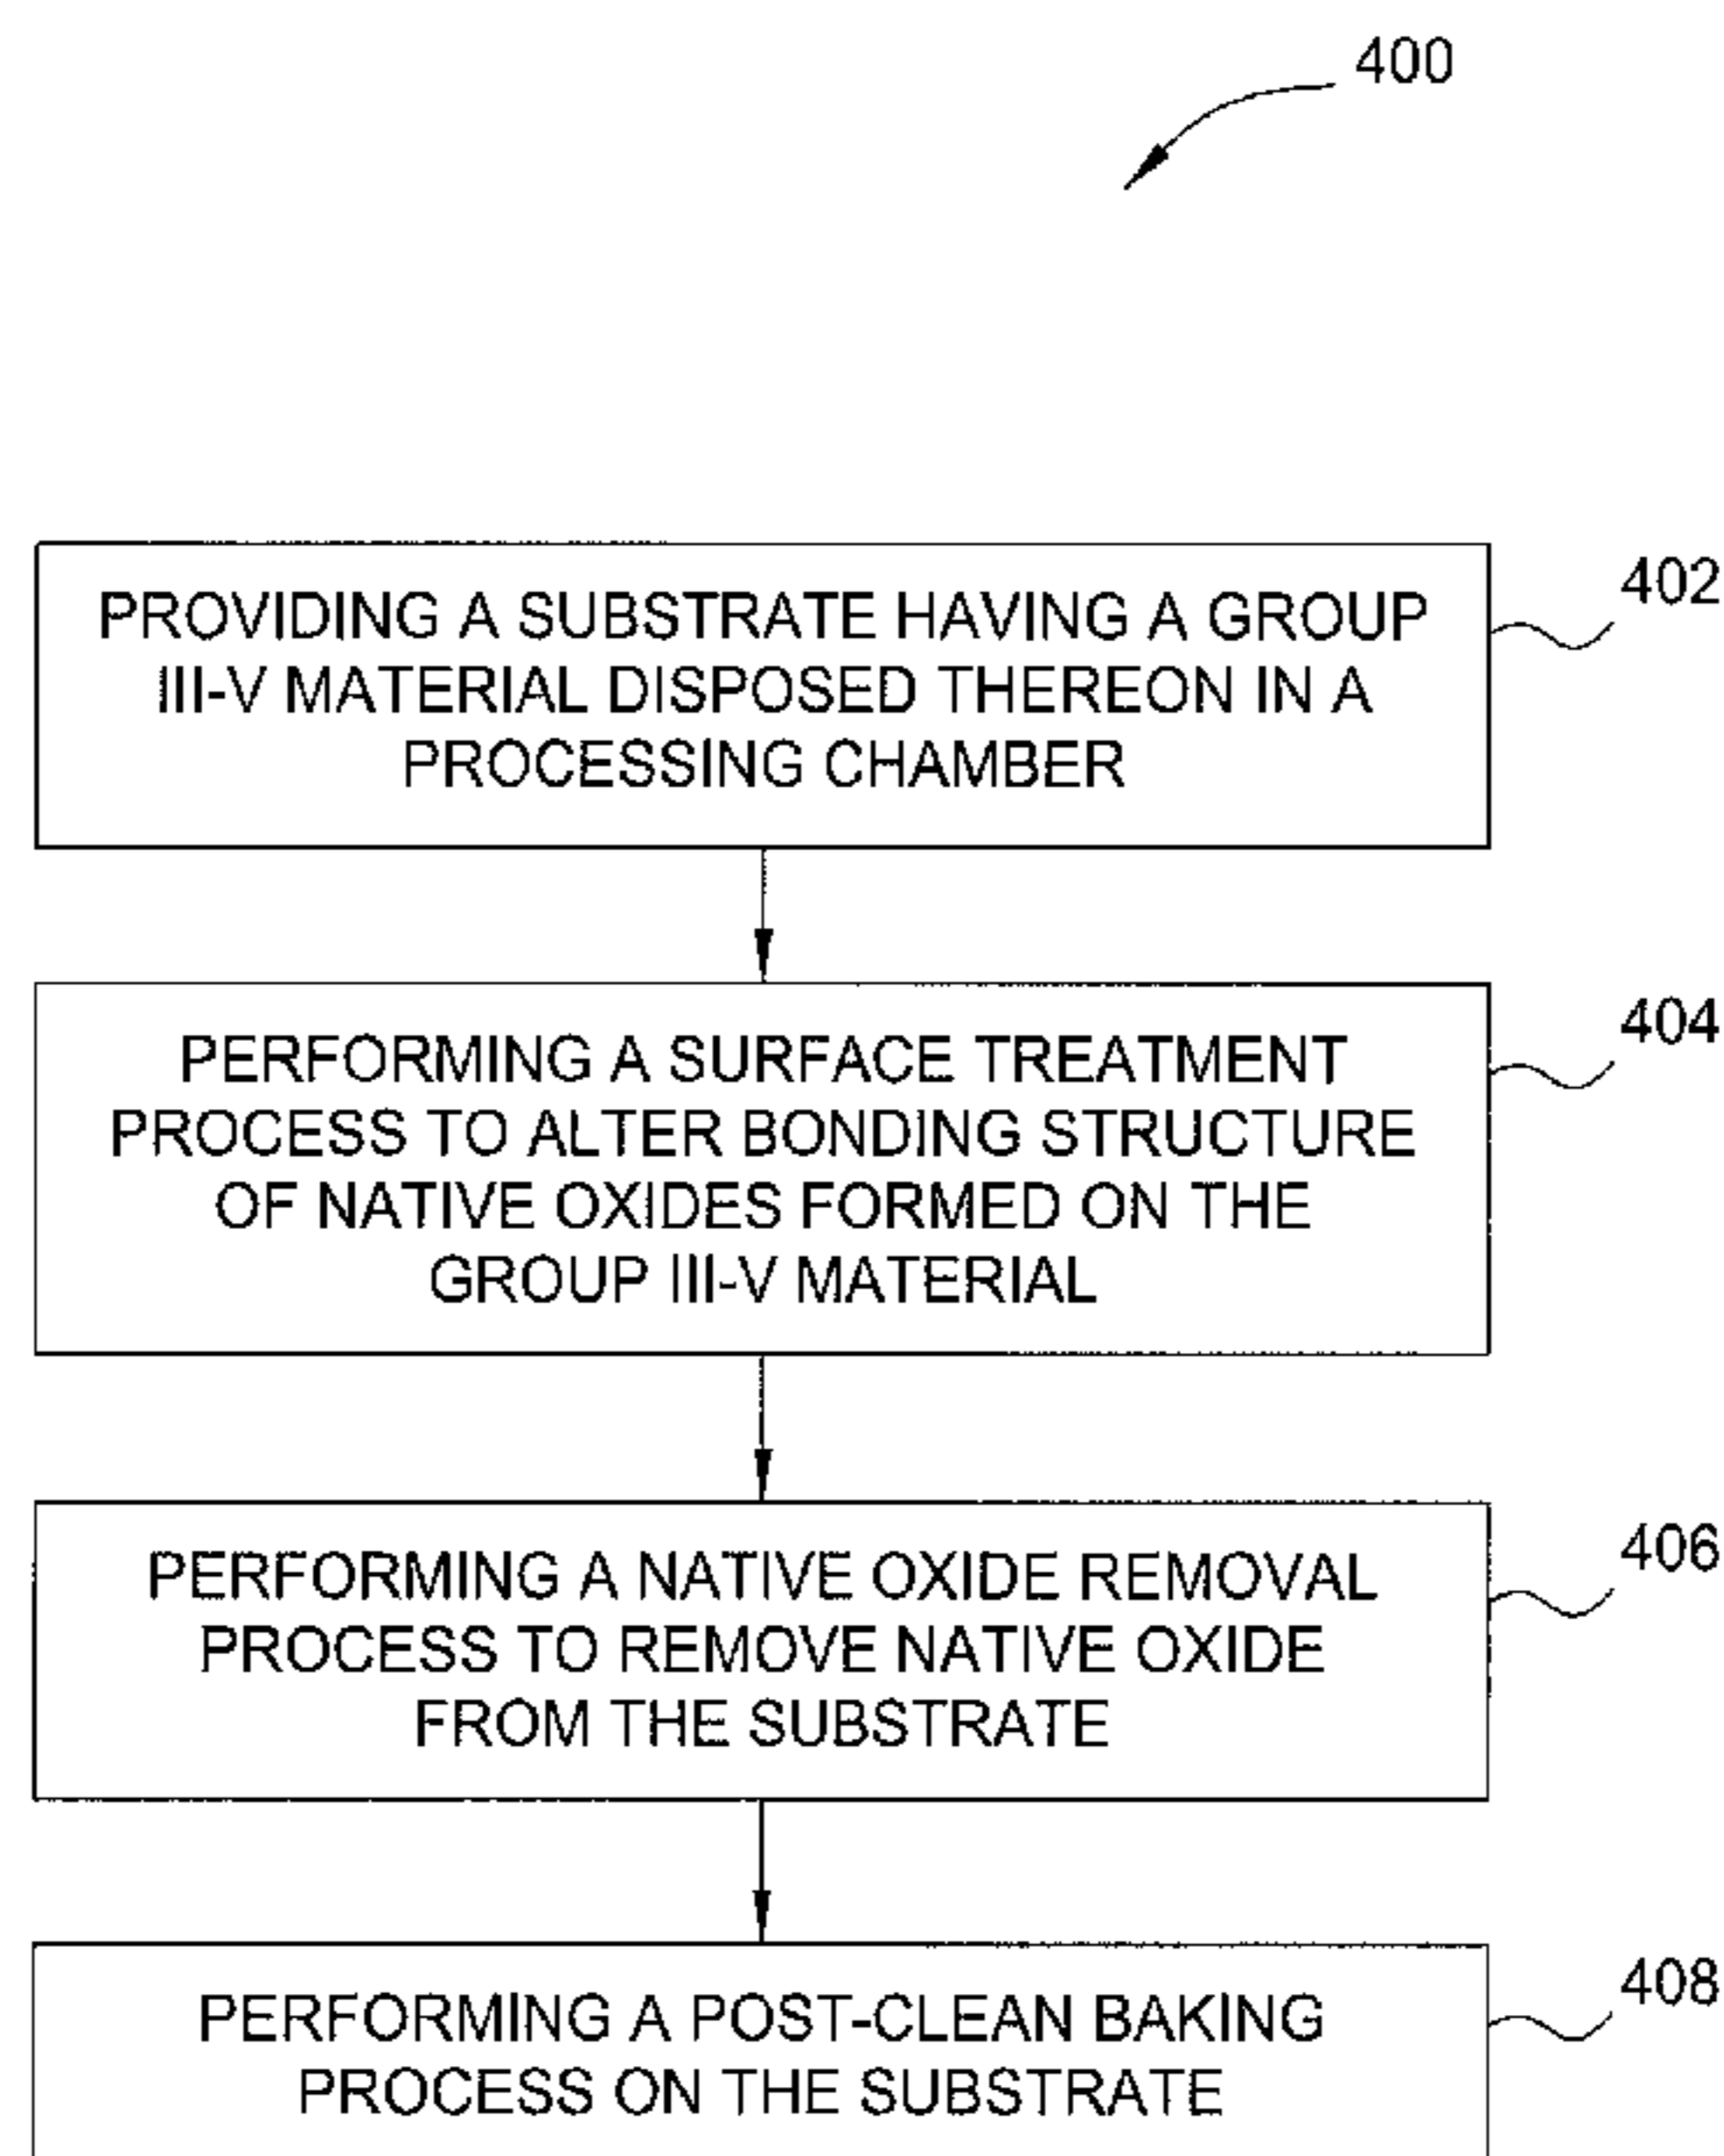 400
PROVIDING A SUBSTRATE HAVING A GROUP
III-V MATERIAL DISPOSED THEREON IN A
PROCESSING CHAMBER
402
PERFORMING A SURFACE TREATMENT
PROCESS TO ALTER BONDING STRUCTURE
OF NATIVE OXIDES FORMED ON THE
GROUP III-V MATERIAL
404
PERFORMING A NATIVE OXIDE REMOVAL
PROCESS TO REMOVE NATIVE OXIDE
FROM THE SUBSTRATE
406
PERFORMING A POST-CLEAN BAKING
PROCESS ON THE SUBSTRATE
408